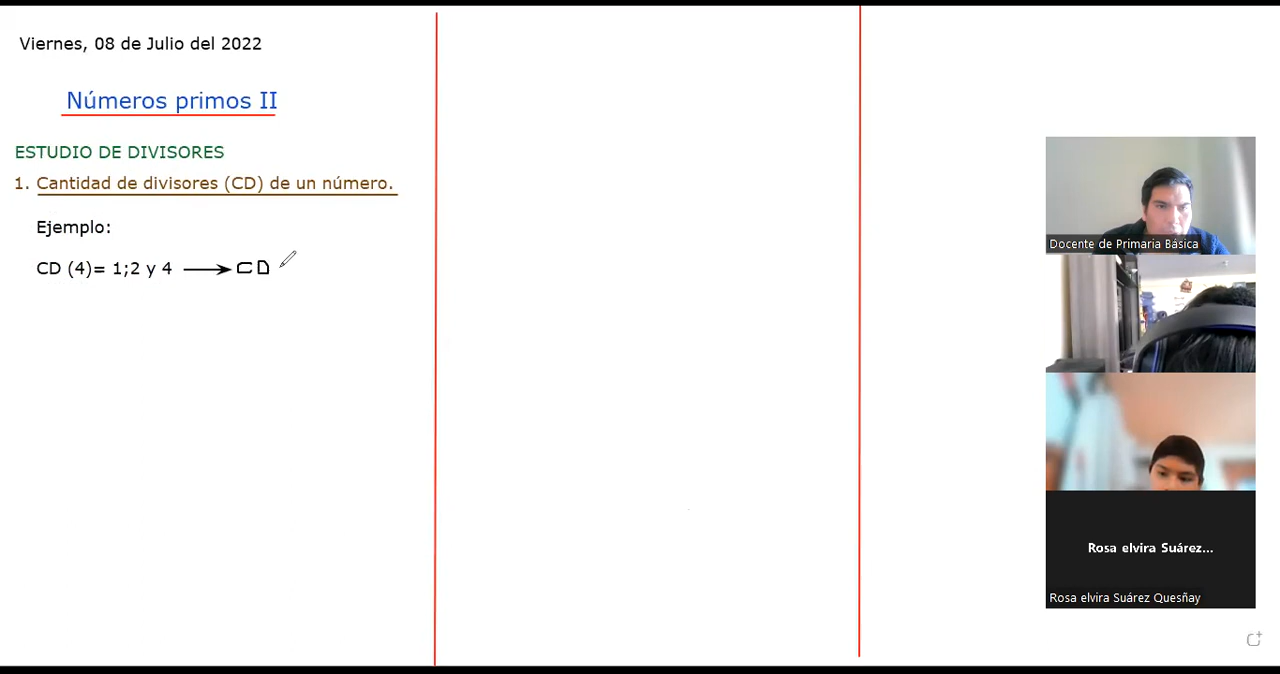 Viernes, 08 de Julio del 2022
Números primos II
ESTUDIO DE DIVISORES
1. Cantidad de divisores (CD) de un número.
Ejemplo:
CD (4)= 1;2 y 4 ⟶ CD
Docente de Primaria Básica
Rosa elvira Suárez...
Rosa elvira Suárez Quesñay